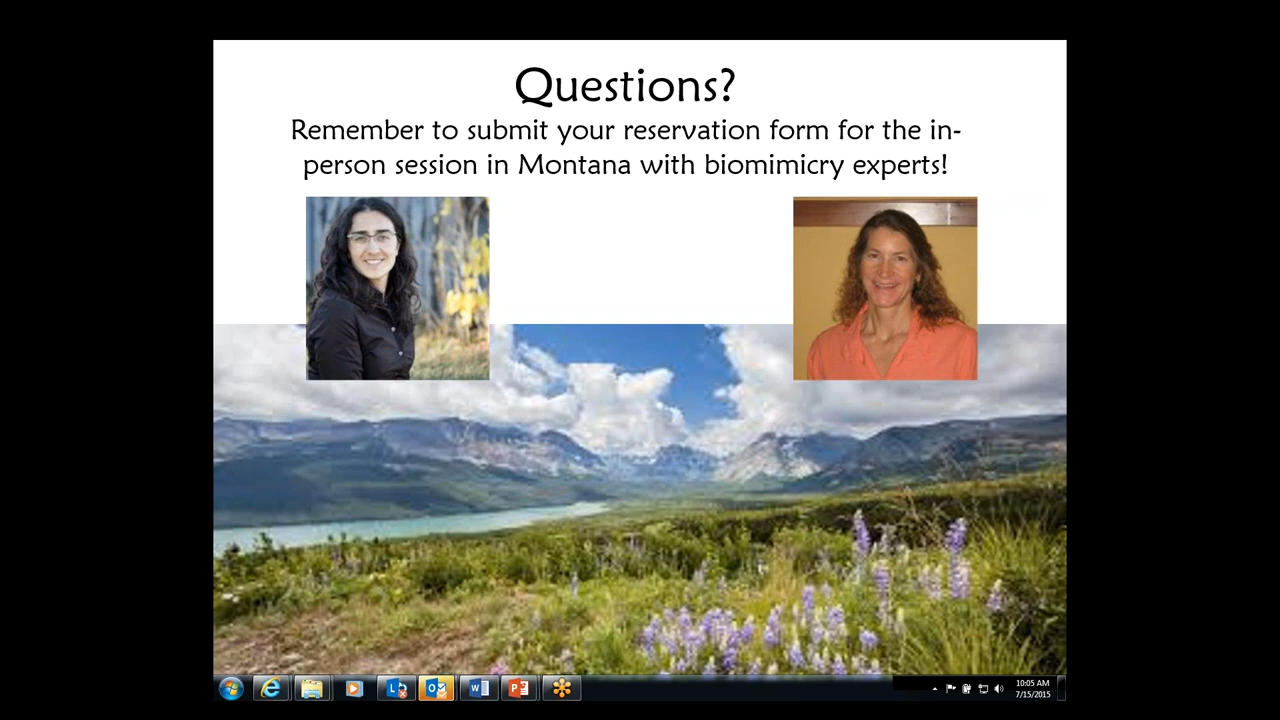 Questions?
Remember to submit your reservation form for the in-
person session in Montana with biomimicry experts!
10:05 AM
7/15/2015